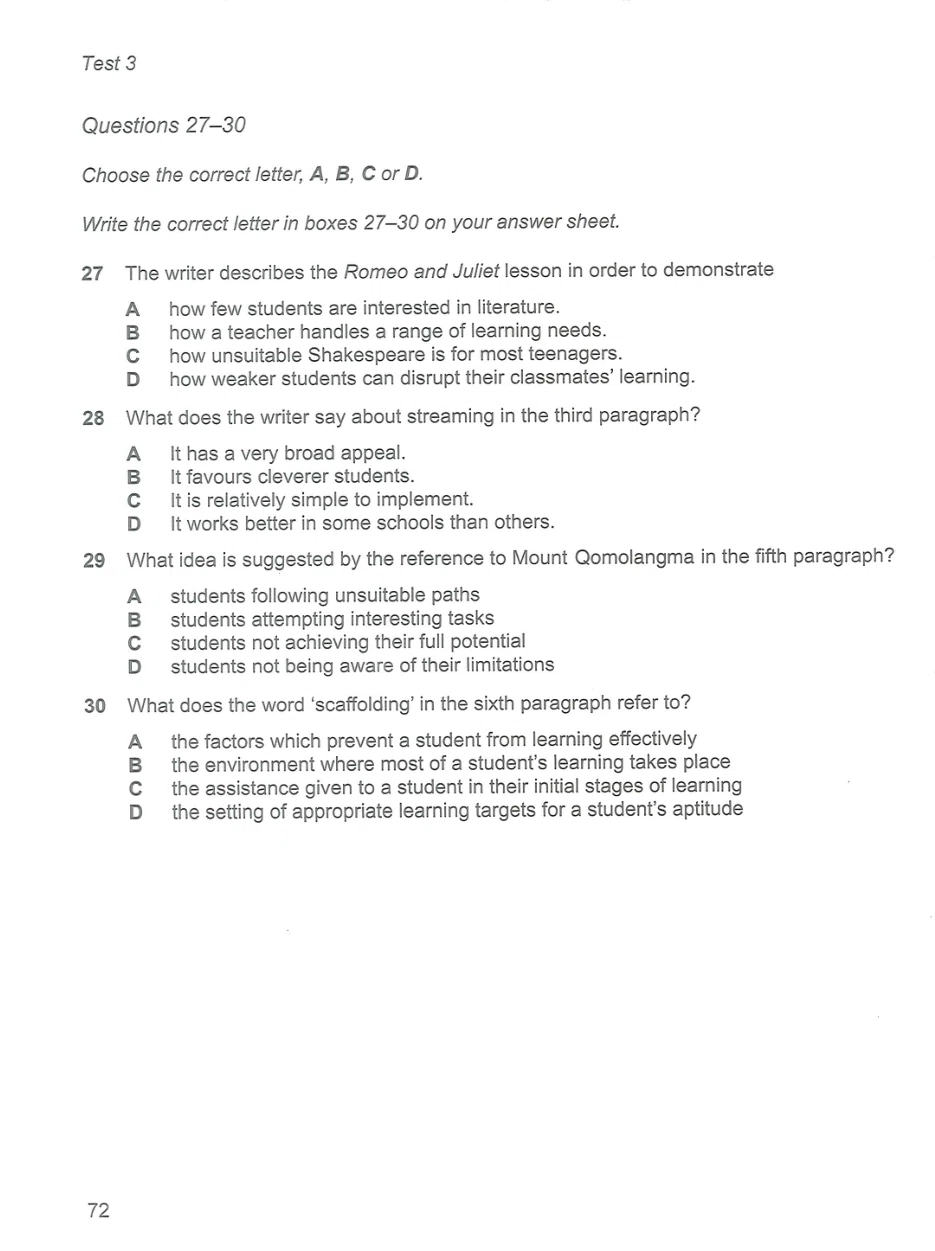 Test 3
Questions 27–30
Choose the correct letter, A, B, C or D.
Write the correct letter in boxes 27–30 on your answer sheet.
27 The writer describes the Romeo and Juliet lesson in order to demonstrate
A how few students are interested in literature.
B how a teacher handles a range of learning needs.
C how unsuitable Shakespeare is for most teenagers.
D how weaker students can disrupt their classmates' learning.
28 What does the writer say about streaming in the third paragraph?
A It has a very broad appeal.
B It favours cleverer students.
C It is relatively simple to implement.
D It works better in some schools than others.
29 What idea is suggested by the reference to Mount Qomolangma in the fifth paragraph?
A students following unsuitable paths
B students attempting interesting tasks
C students not achieving their full potential
D students not being aware of their limitations
30 What does the word 'scaffolding' in the sixth paragraph refer to?
A the factors which prevent a student from learning effectively
B the environment where most of a student's learning takes place
C the assistance given to a student in their initial stages of learning
D the setting of appropriate learning targets for a student's aptitude
72